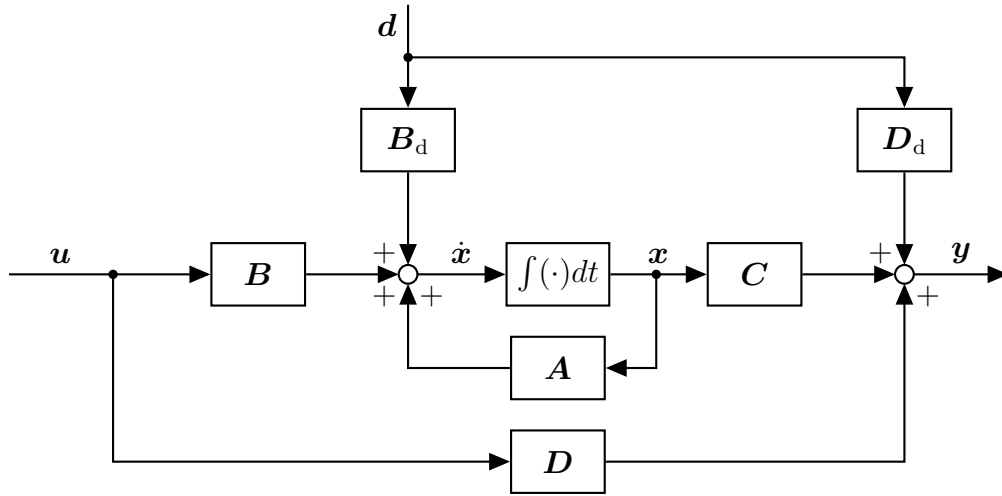 d
B_d
D_d
u
B
+
+
+
ẋ
∫(·)dt
x
C
+
+
y
A
D